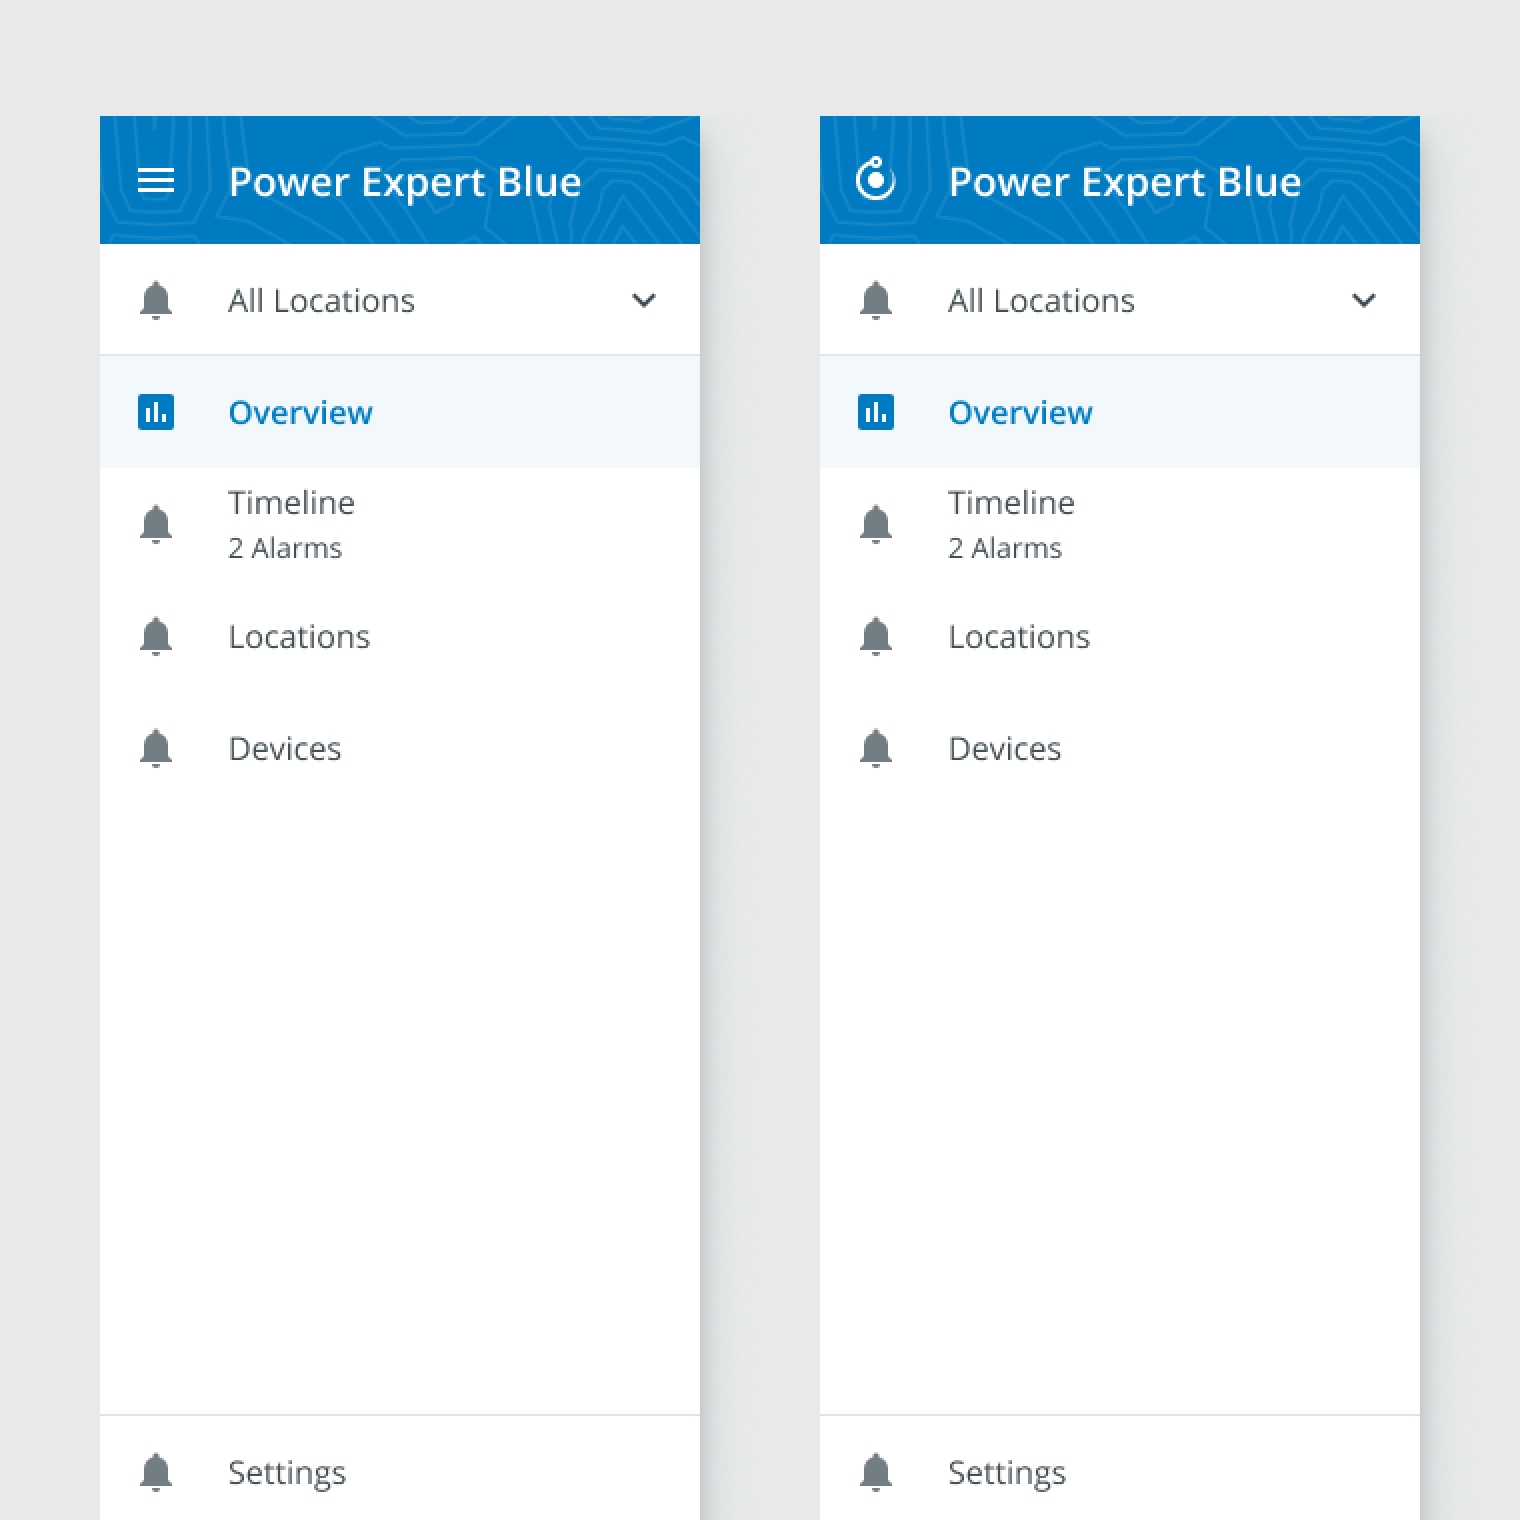 Power Expert Blue
All Locations
Overview
Timeline
2 Alarms
Locations
Devices
Settings
Power Expert Blue
All Locations
Overview
Timeline
2 Alarms
Locations
Devices
Settings